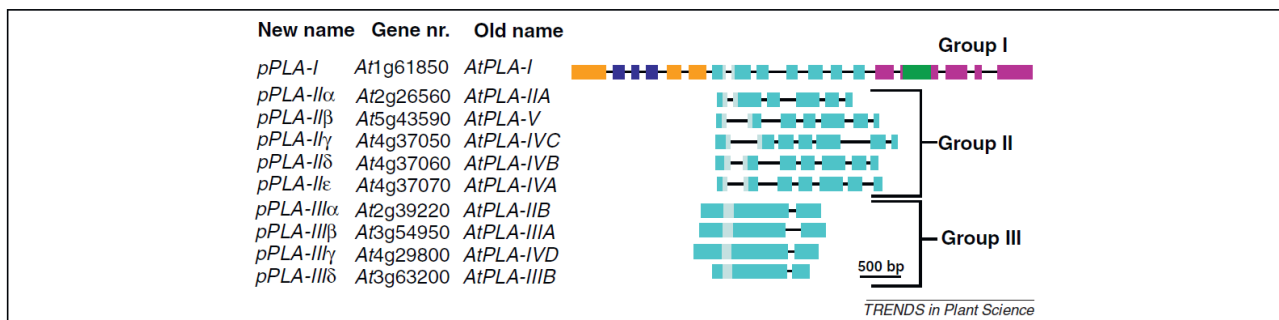 New name Gene nr. Old name
Group I
pPLA-I At1g61850 AtPLA-I
pPLA-IIα At2g26560 AtPLA-IIA
pPLA-IIβ At5g43590 AtPLA-V
pPLA-IIγ At4g37050 AtPLA-IVC
Group II
pPLA-IIδ At4g37060 AtPLA-IVB
pPLA-IIε At4g37070 AtPLA-IVA
pPLA-IIIα At2g39220 AtPLA-IIB
pPLA-IIIβ At3g54950 AtPLA-IIIA
Group III
pPLA-IIIγ At4g29800 AtPLA-IVD
pPLA-IIIδ At3g63200 AtPLA-IIIB
500 bp
TRENDS in Plant Science